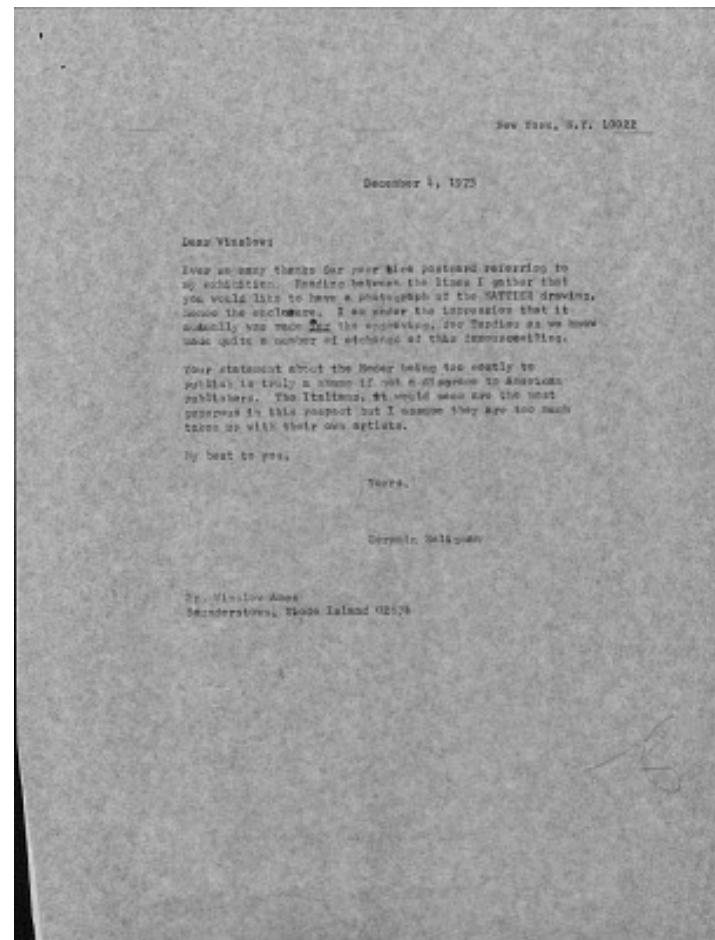 New York, N.Y. 10022
December 4, 1975
Dear Winslow:
Ever so many thanks for your nice postcard referring to
my exhibition. Reading between the lines I gather that
you would like to have a photograph of the NATTIER drawing,
hence the enclosure. I am under the impression that it
actually was made for the engraving, for Tardieu as we know
made quite a number of etchings of this
Your statement about the Meder being too costly to
publish is truly a shame if not a disgrace to American
publishers. The Italians, it would seem are the most
generous in this respect but I assume they are too much
taken up with their own artists.
My best to you.
Yours,
Germain Seligman
Winslow Ames
Saunderstown, Rhode Island